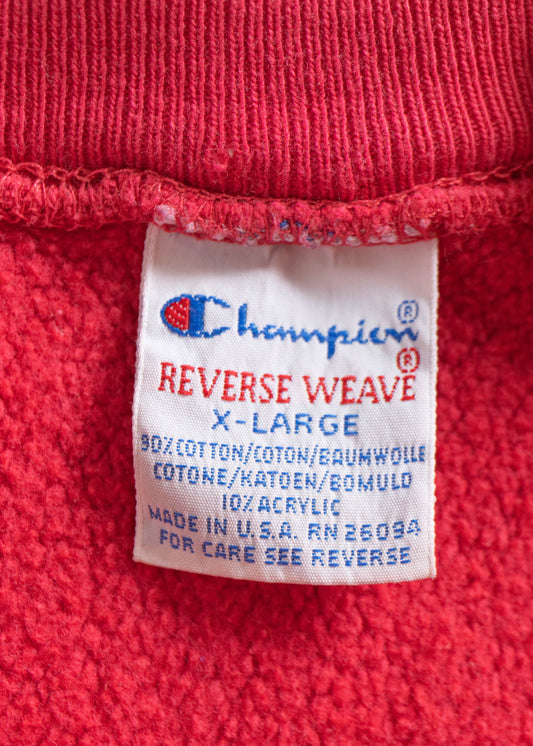 Champion®
REVERSE WEAVE®
X-LARGE
90% COTTON/COTON/BAUMWOLLE
COTONE/KATOEN/BOMULD
10% ACRYLIC
MADE IN U.S.A. RN 26094
FOR CARE SEE REVERSE